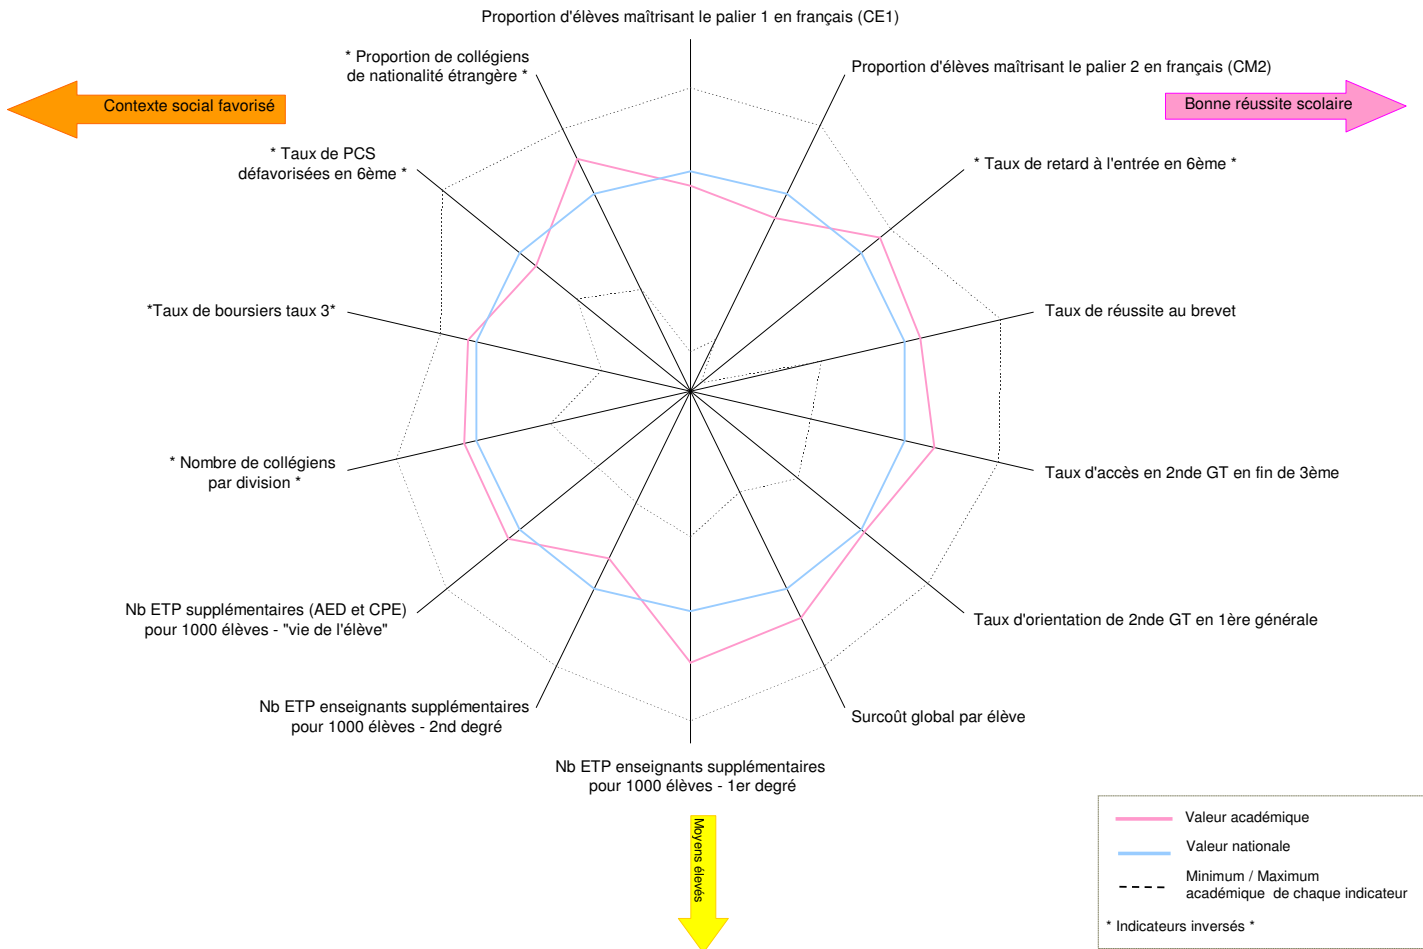 Proportion d'élèves maîtrisant le palier 1 en français (CE1)
* Proportion de collégiens
de nationalité étrangère *
Proportion d'élèves maîtrisant le palier 2 en français (CM2)
Contexte social favorisé
Bonne réussite scolaire
* Taux de PCS
défavorisées en 6ème *
* Taux de retard à l'entrée en 6ème *
*Taux de boursiers taux 3*
Taux de réussite au brevet
* Nombre de collégiens
par division *
Taux d'accès en 2nde GT en fin de 3ème
Nb ETP supplémentaires (AED et CPE)
pour 1000 élèves - "vie de l'élève"
Taux d'orientation de 2nde GT en 1ère générale
Nb ETP enseignants supplémentaires
pour 1000 élèves - 2nd degré
Surcoût global par élève
Nb ETP enseignants supplémentaires
pour 1000 élèves - 1er degré
Moyens élevés
Valeur académique
Valeur nationale
Minimum / Maximum
académique de chaque indicateur
* Indicateurs inversés *